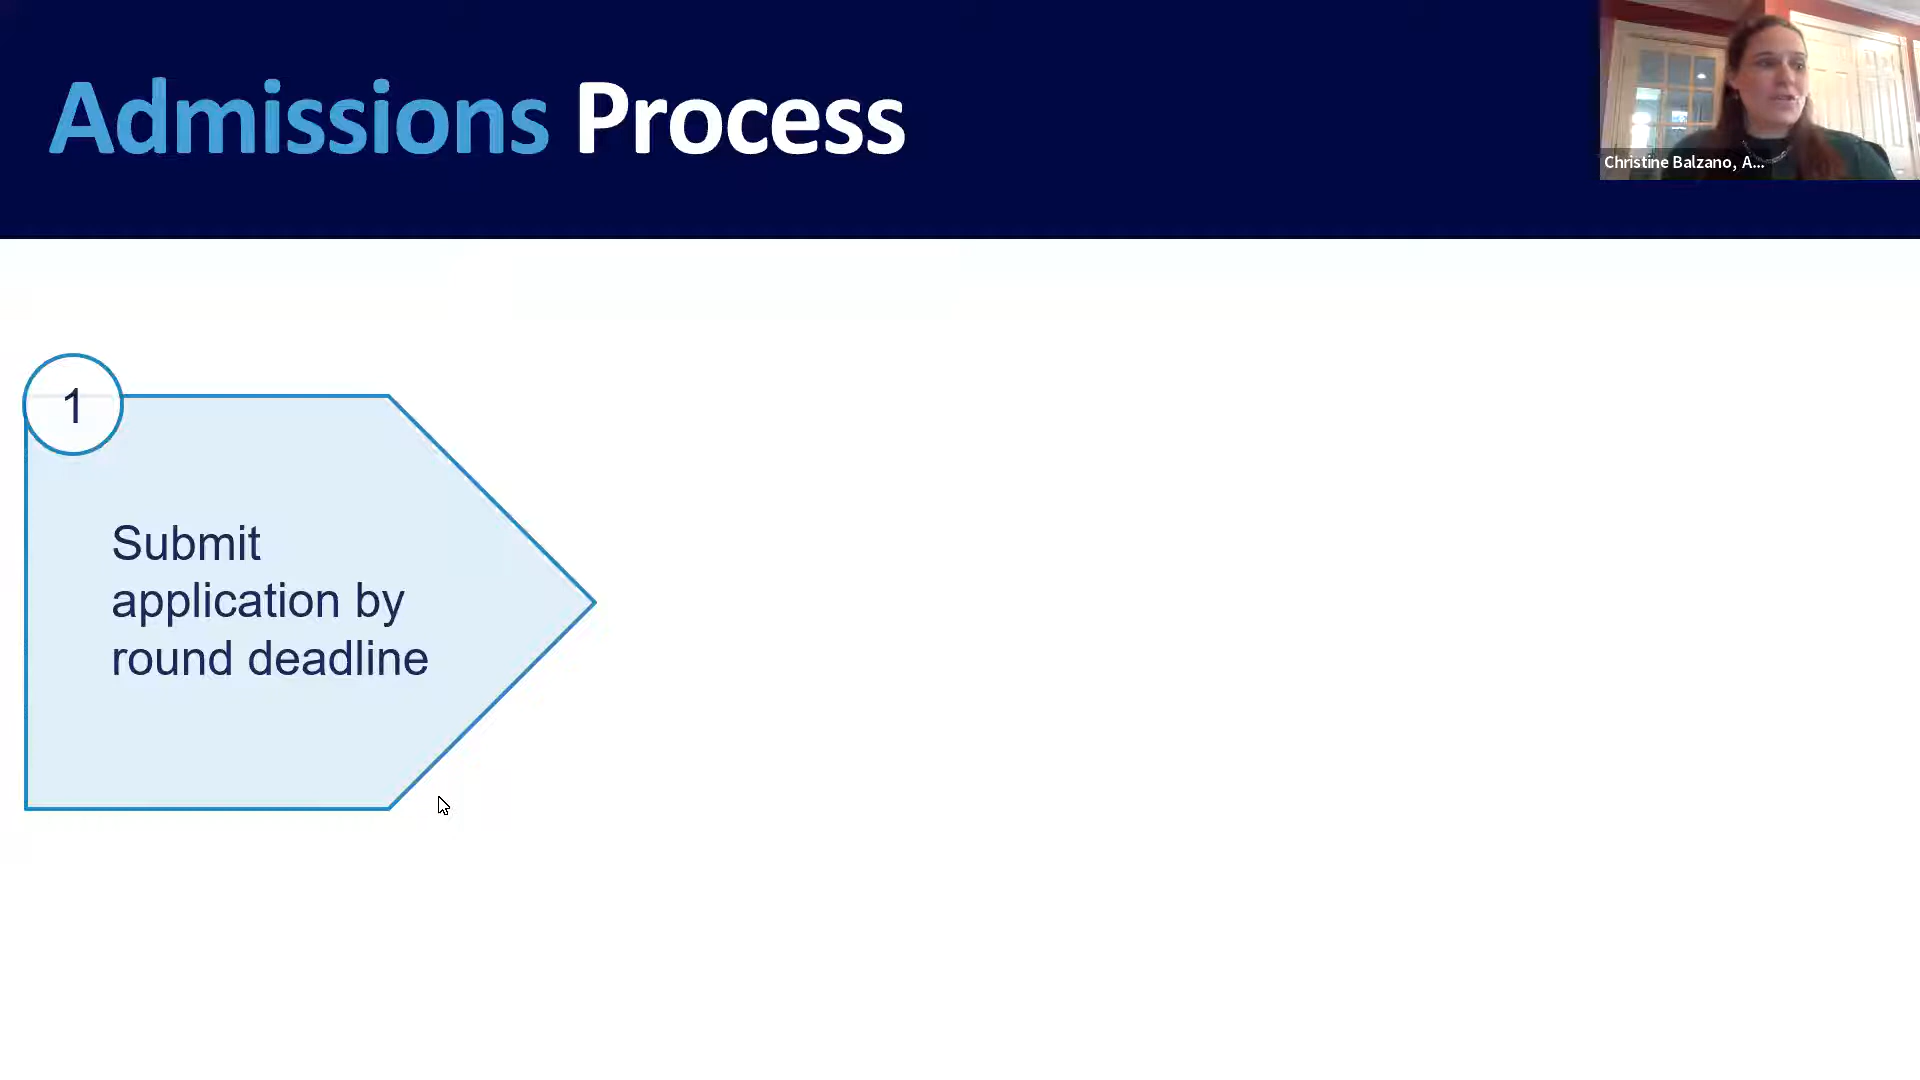 Admissions Process
Christine Balzano, A...
1
Submit
application by
round deadline